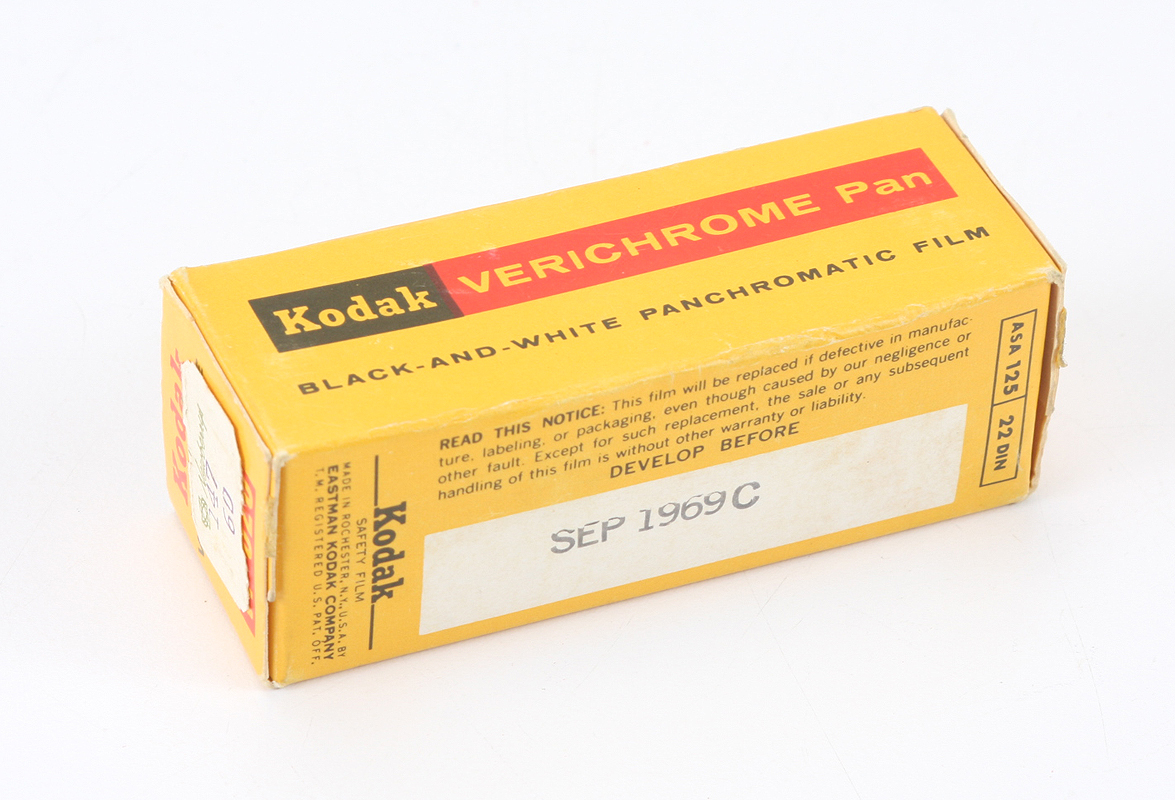 Kodak VERICHROME Pan
BLACK-AND-WHITE PANCHROMATIC FILM
READ THIS NOTICE: This film will be replaced if defective in manufac-
ture, labeling, or packaging, even though caused by our negligence or
other fault. Except for such replacement, the sale or any subsequent
handling of this film is without other warranty or liability.
DEVELOP BEFORE
SEP 1969 C
ASA 125 22 DIN
Kodak
SAFETY FILM
MADE IN ROCHESTER, N.Y., U.S.A. BY
EASTMAN KODAK COMPANY
T.M. REGISTERED U.S. PAT. OFF.
Kodak